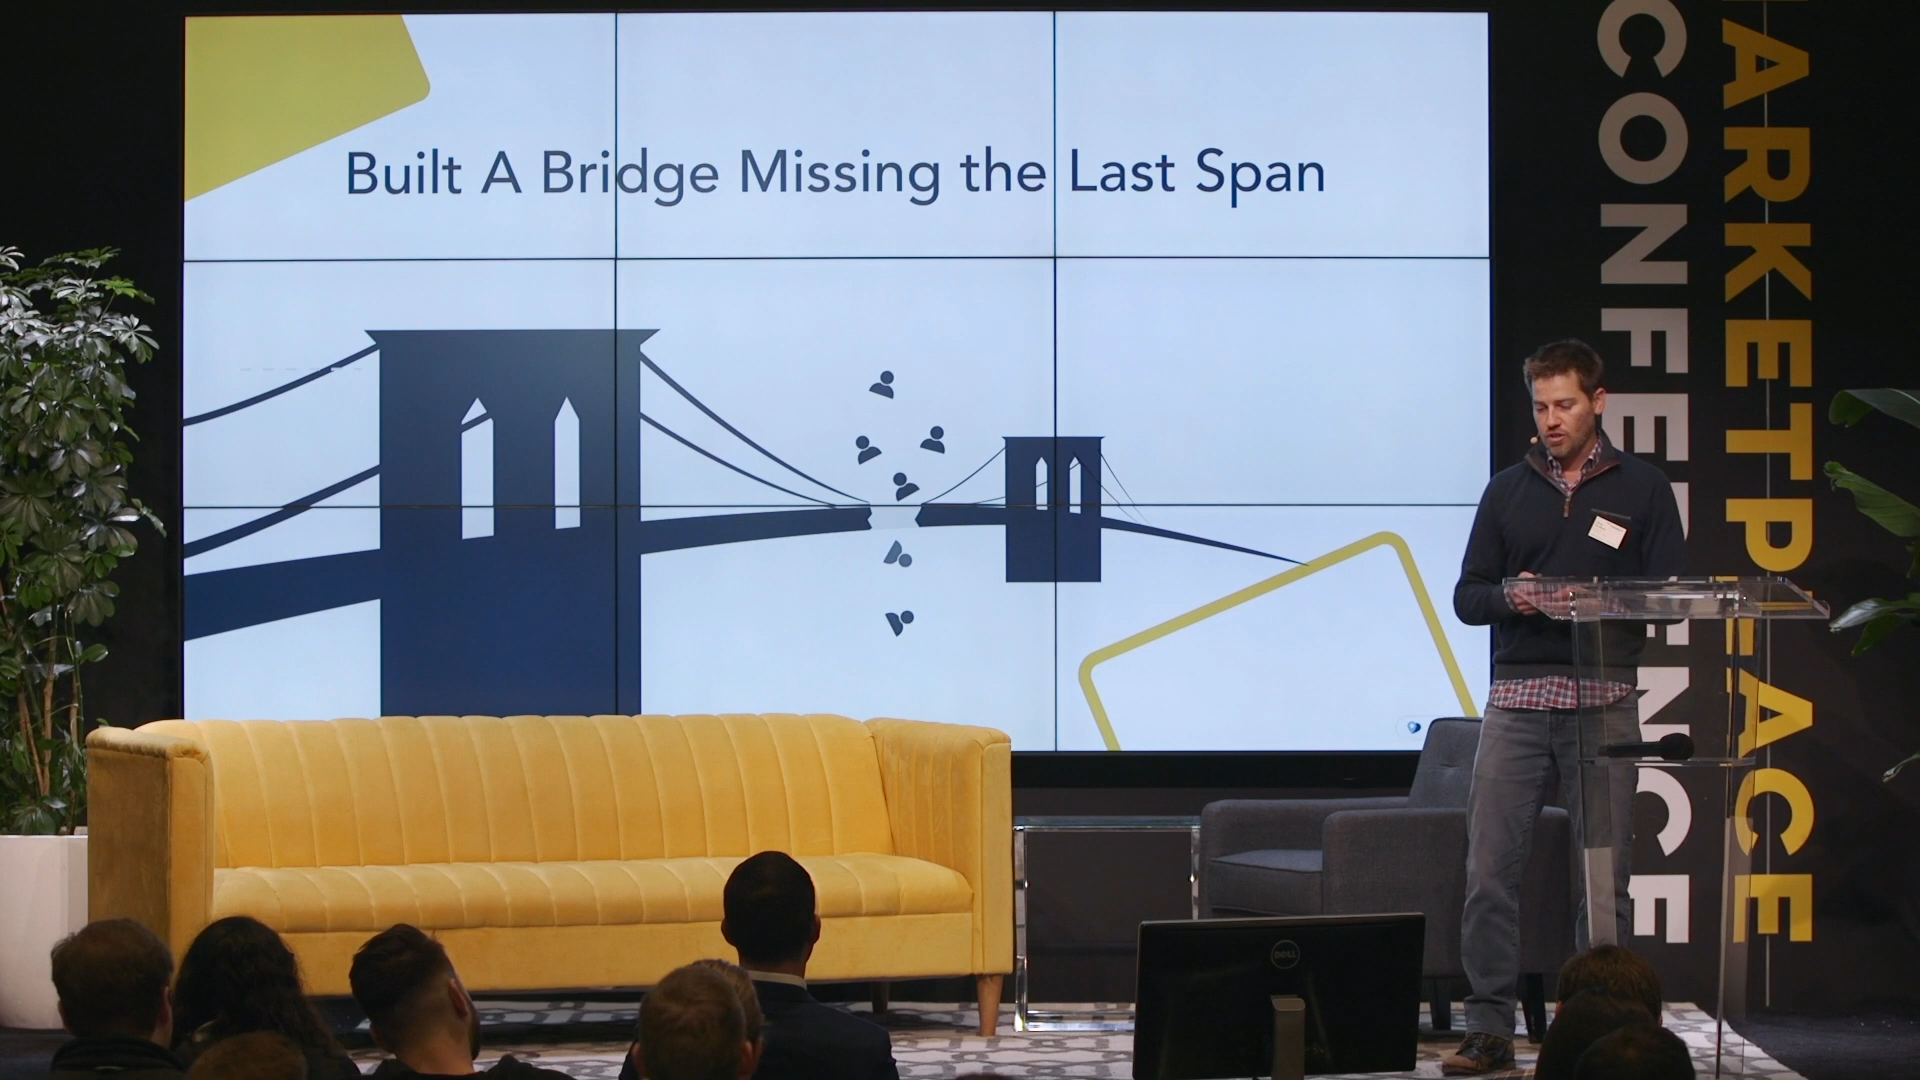 Built A Bridge Missing the Last Span
MARKETPLACE
CONFERENCE
DELL